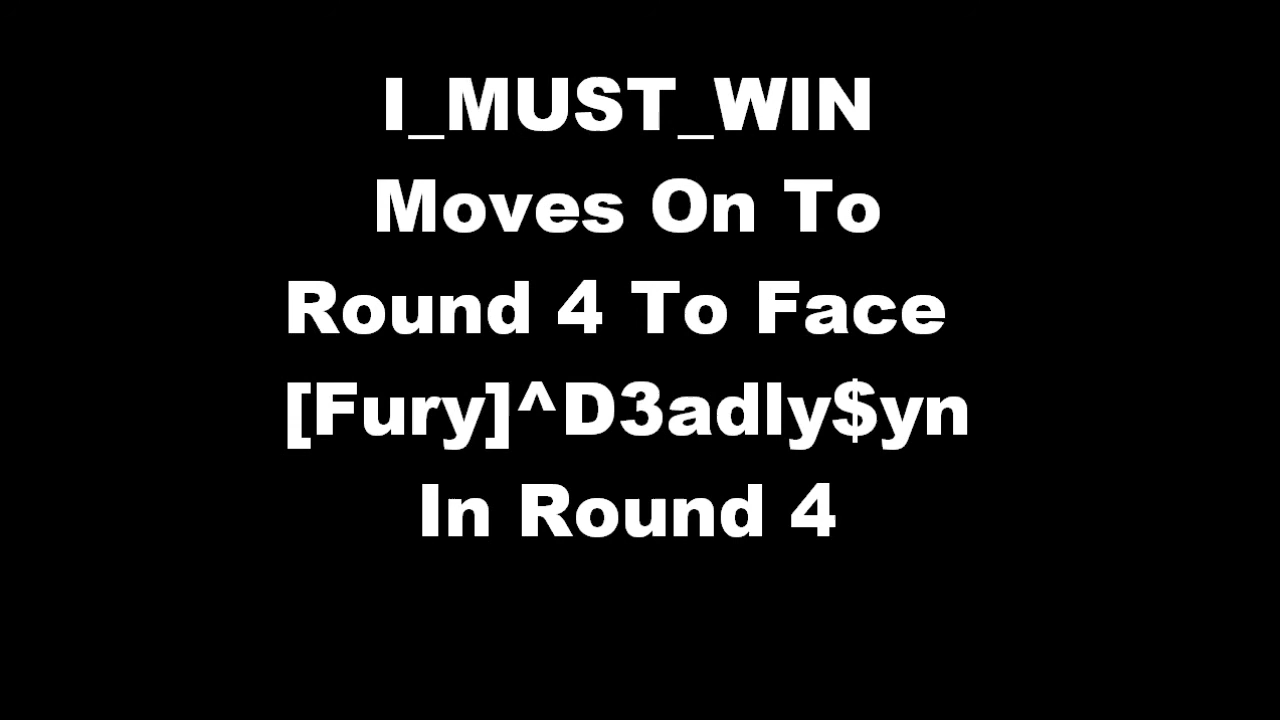 I_MUST_WIN
Moves On To
Round 4 To Face
[Fury]^D3adly$yn
In Round 4